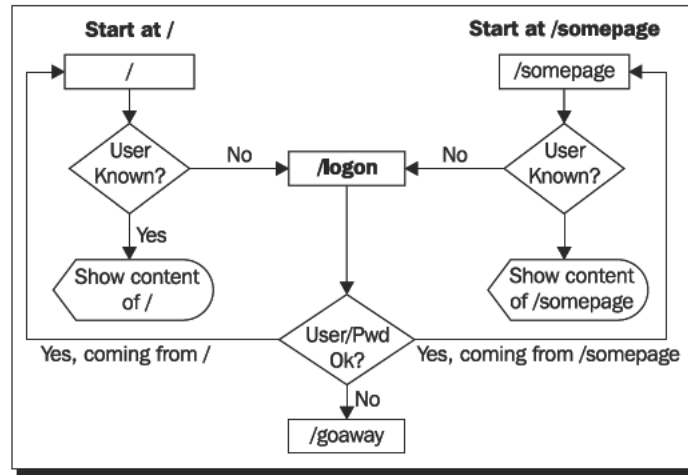 Start at /
Start at /somepage
/
/somepage
User
Known?
No
/logon
No
User
Known?
Yes
Show content
of /
Show content
of /somepage
User/Pwd
Ok?
Yes, coming from /
Yes, coming from /somepage
No
/goaway